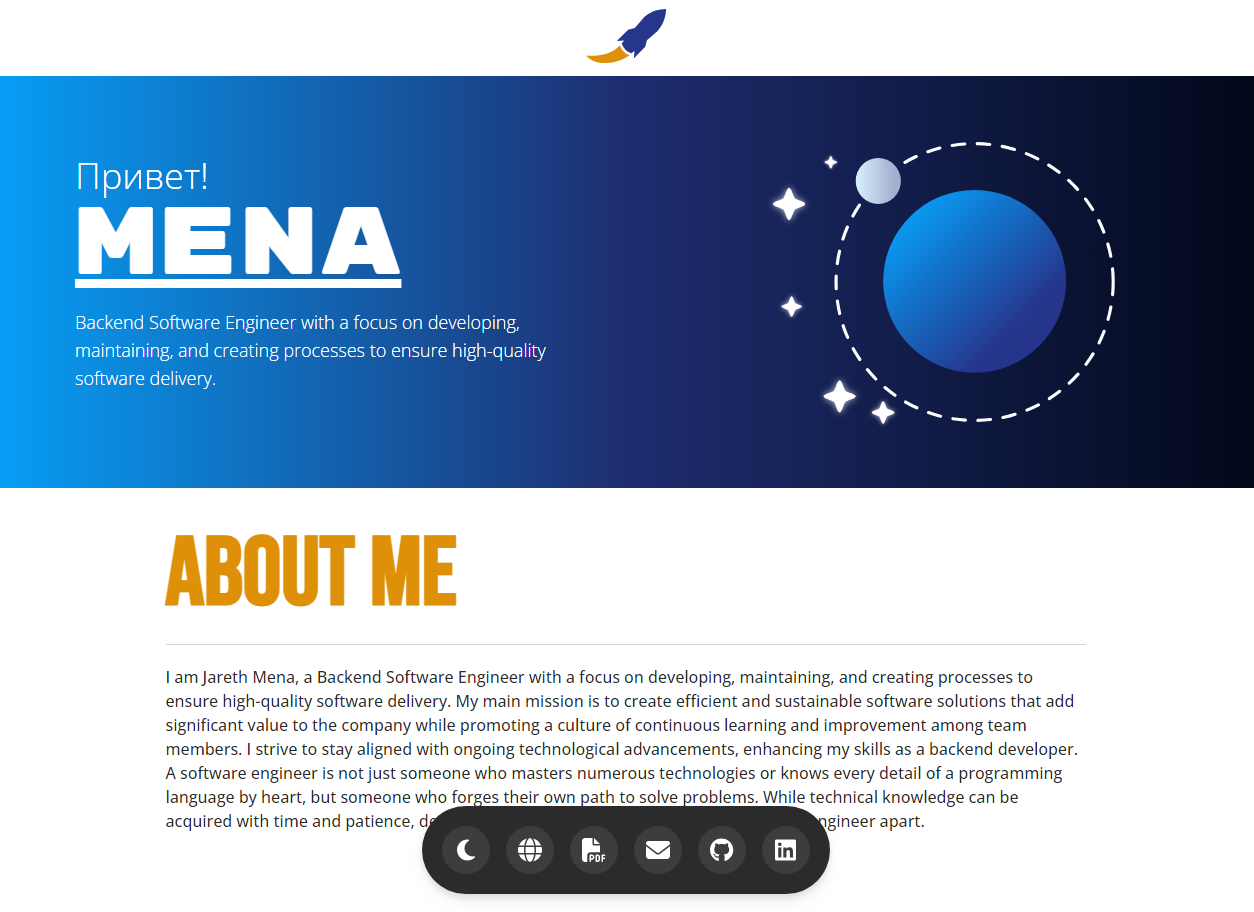 Привет!
MENA
Backend Software Engineer with a focus on developing,
maintaining, and creating processes to ensure high-quality
software delivery.
ABOUT ME
I am Jareth Mena, a Backend Software Engineer with a focus on developing, maintaining, and creating processes to
ensure high-quality software delivery. My main mission is to create efficient and sustainable software solutions that add
significant value to the company while promoting a culture of continuous learning and improvement among team
members. I strive to stay aligned with ongoing technological advancements, enhancing my skills as a backend developer.
A software engineer is not just someone who masters numerous technologies or knows every detail of a programming
language by heart, but someone who forges their own path to solve problems. While technical knowledge can be
acquired with time and patience, apart.
PDF
in